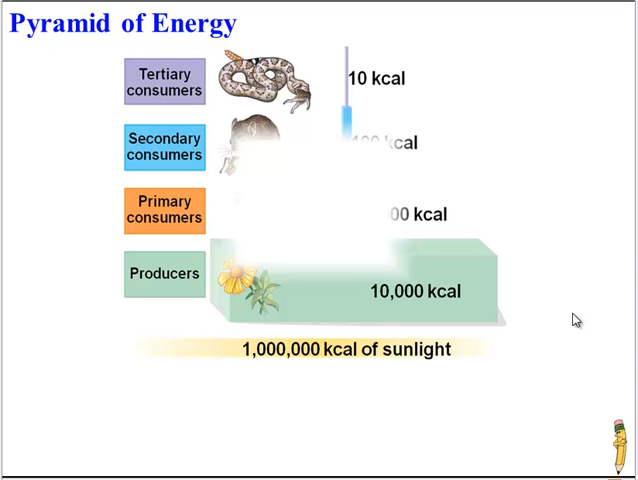 Pyramid of Energy
Tertiary
consumers
10 kcal
Secondary
consumers
100 kcal
Primary
consumers
kcal
Producers
10,000 kcal
1,000,000 kcal of sunlight